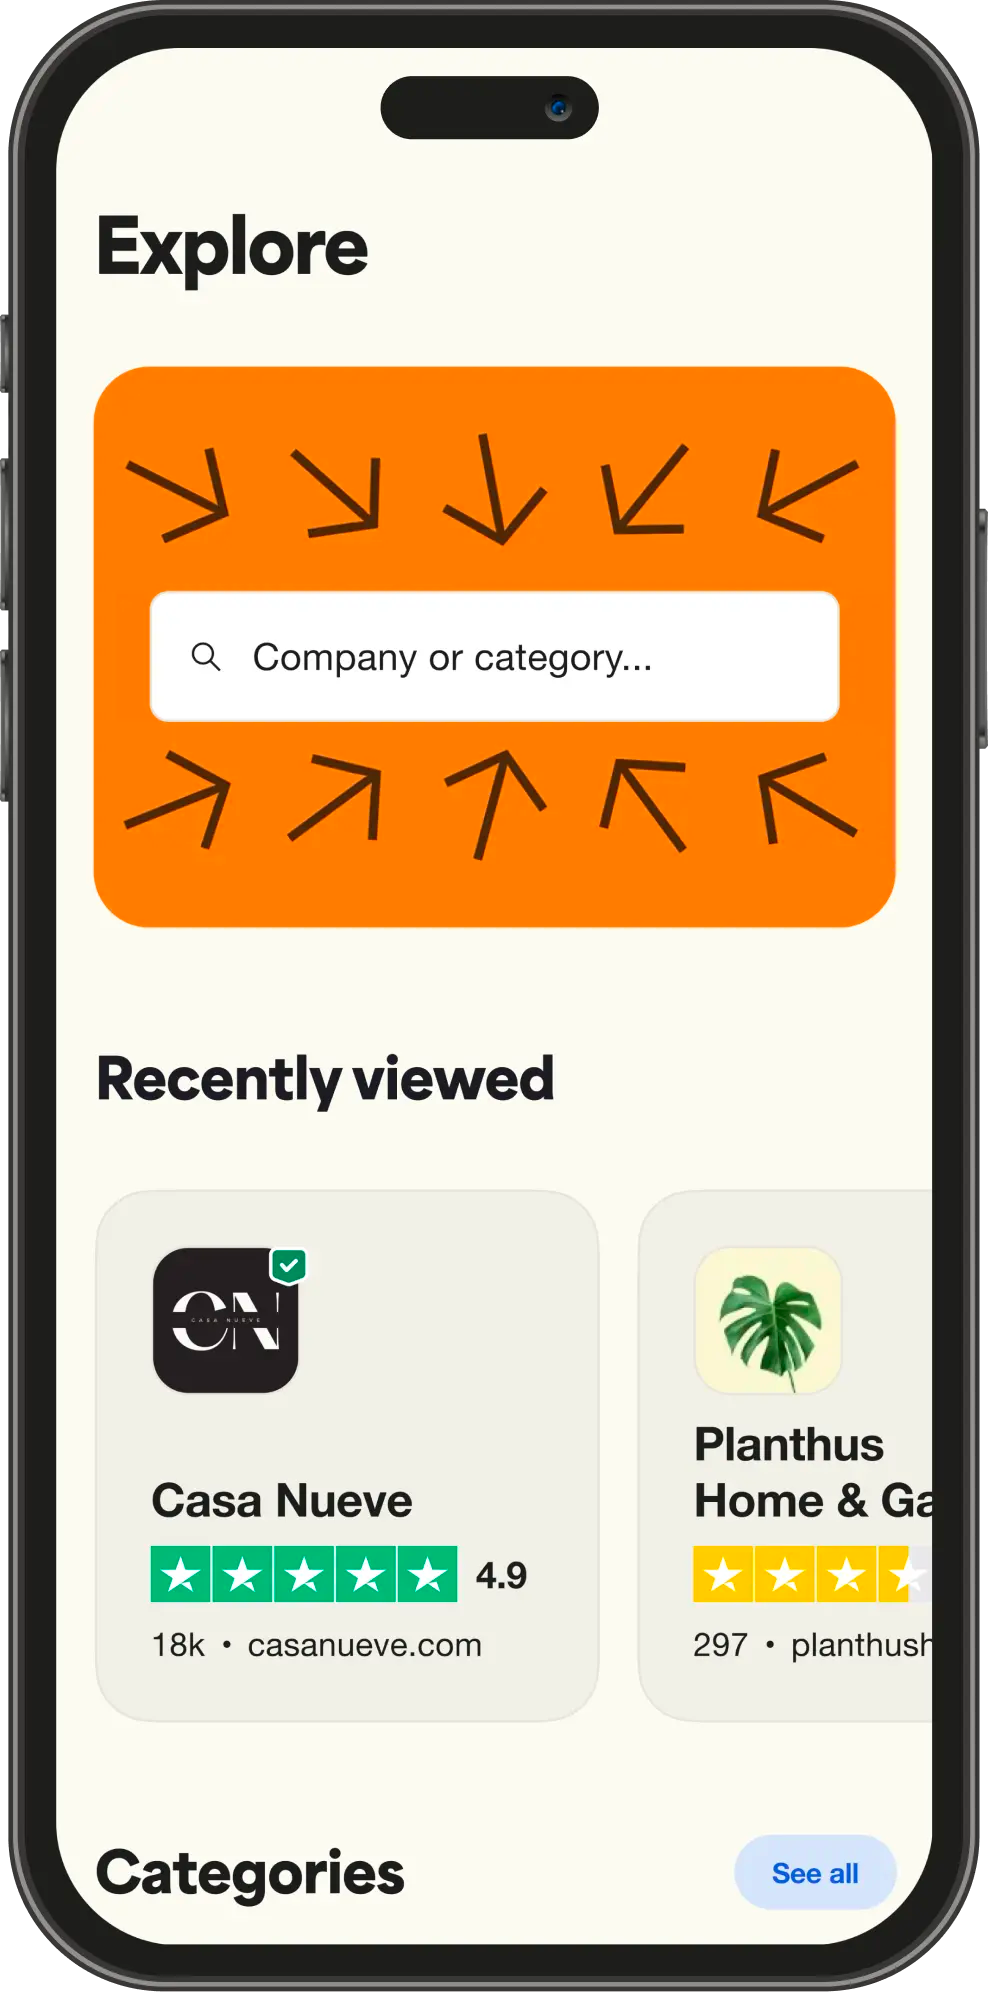 Explore
Company or category...
Recently viewed
CN
CASA NUEVE
Casa Nueve
4.9
18k • casanueve.com
Planthus
Home & Ga
297 • planthush
Categories
See all